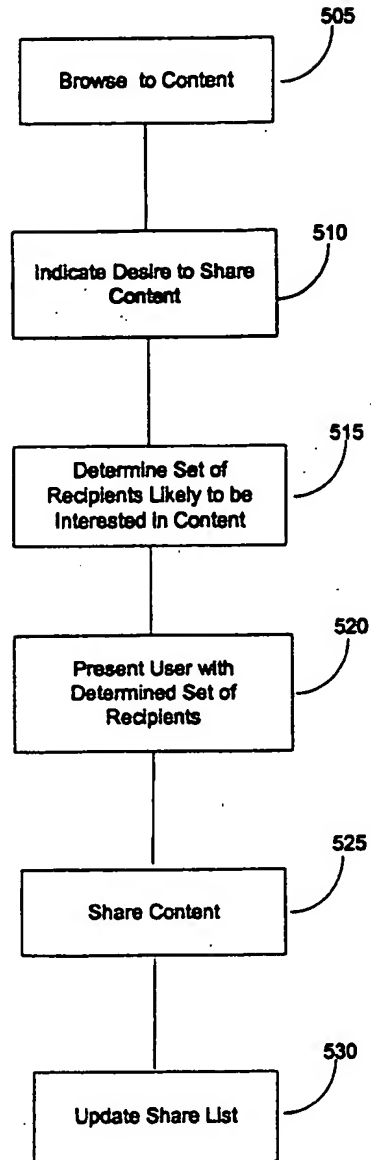 505
Browse to Content
510
Indicate Desire to Share
Content
515
Determine Set of
Recipients Likely to be
Interested in Content
520
Present User with
Determined Set of
Recipients
525
Share Content
530
Update Share List